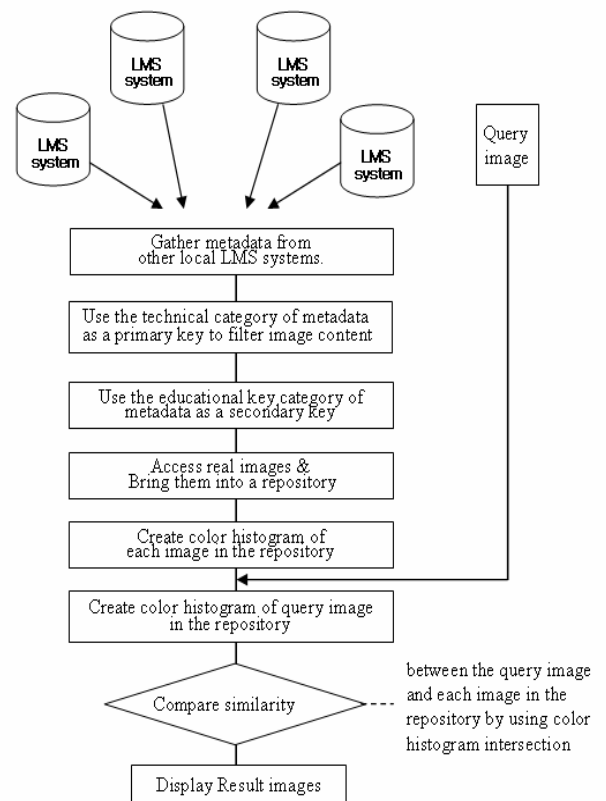 LMS
system
LMS
system
LMS
system
LMS
system
Query
image
Gather metadata from
other local LMS systems.
Use the technical category of metadata
as a primary key to filter image content
Use the educational key category of
metadata as a secondary key
Access real images &
Bring them into a repository
Create color histogram of
each image in the repository
Create color histogram of query image
in the repository
Compare similarity
between the query image
and each image in the
repository by using color
histogram intersection
Display Result images